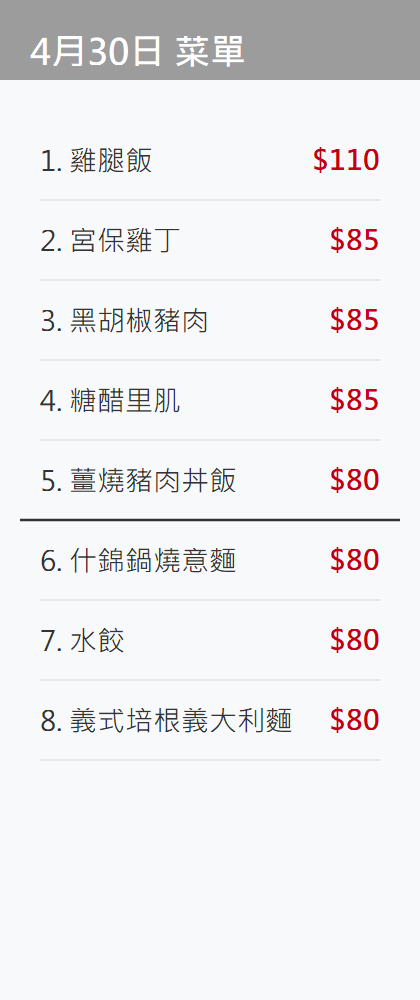 4月30日 菜單
1. 雞腿飯 $110
2. 宮保雞丁 $85
3. 黑胡椒豬肉 $85
4. 糖醋里肌 $85
5. 薑燒豬肉丼飯 $80
6. 什錦鍋燒意麵 $80
7. 水餃 $80
8. 義式培根義大利麵 $80